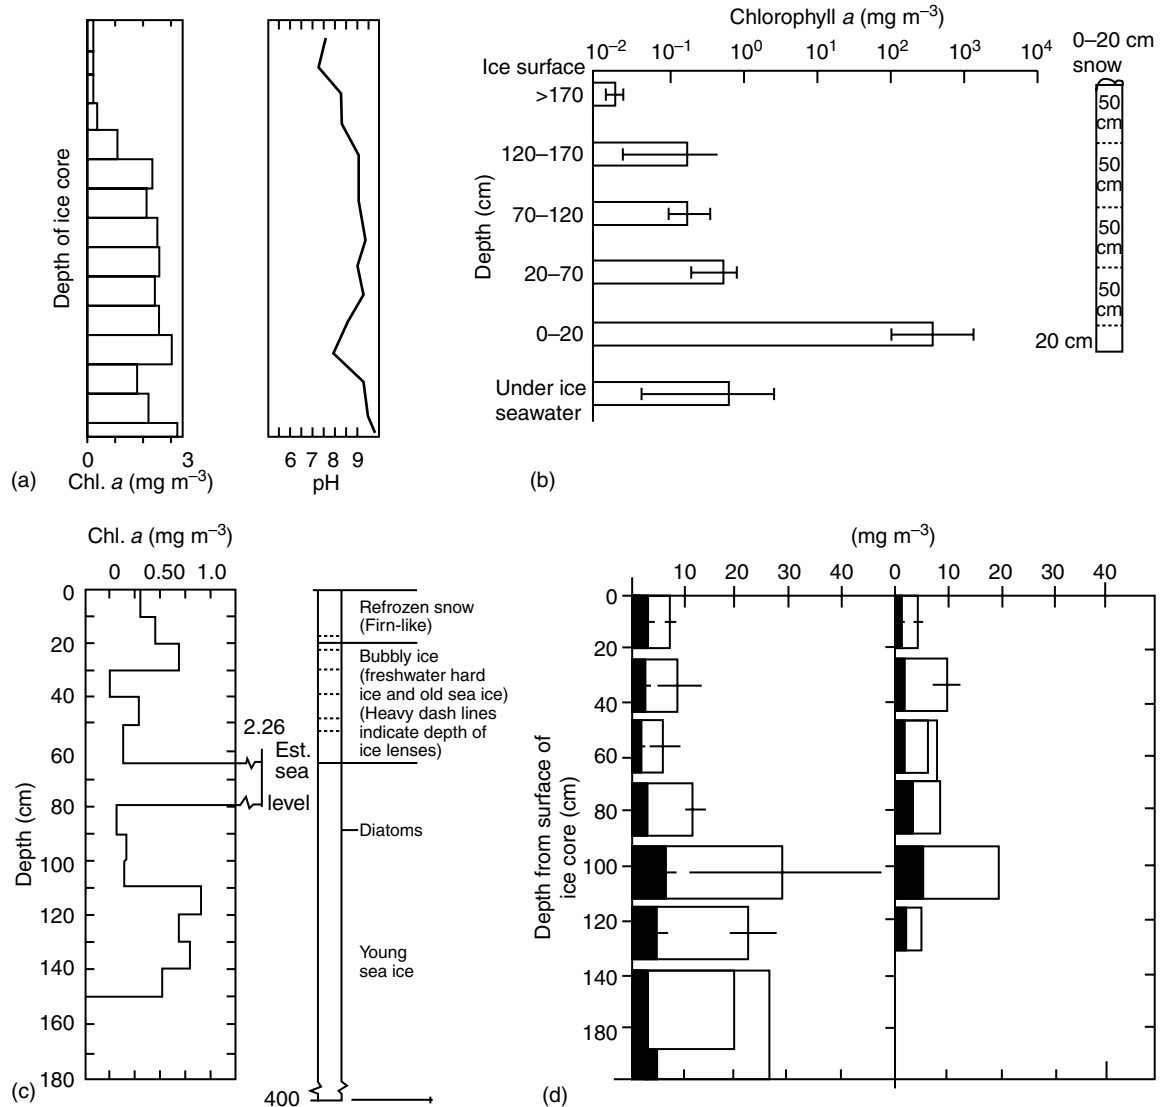 Depth of ice core
0 3
Chl. a (mg m–3)
6 7 8 9
pH
(a)
Chlorophyll a (mg m–3)
10–2 10–1 100 101 102 103 104
Ice surface
Depth (cm)
>170
120–170
70–120
20–70
0–20
Under ice
seawater
0–20 cm
snow
50
cm
50
cm
50
cm
50
cm
20 cm
(b)
Chl. a (mg m–3)
0 0.50 1.0
Depth (cm)
0
20
40
60
80
100
120
140
160
180
2.26
Est.
sea
level
Refrozen snow
(Firn-like)
Bubbly ice
(freshwater hard
ice and old sea ice)
(Heavy dash lines
indicate depth of
ice lenses)
Diatoms
Young
sea ice
400
(c)
(mg m–3)
10 20 30 40 0 10 20 30 40
Depth from surface of
ice core (cm)
0
20
40
60
80
100
120
140
180
(d)